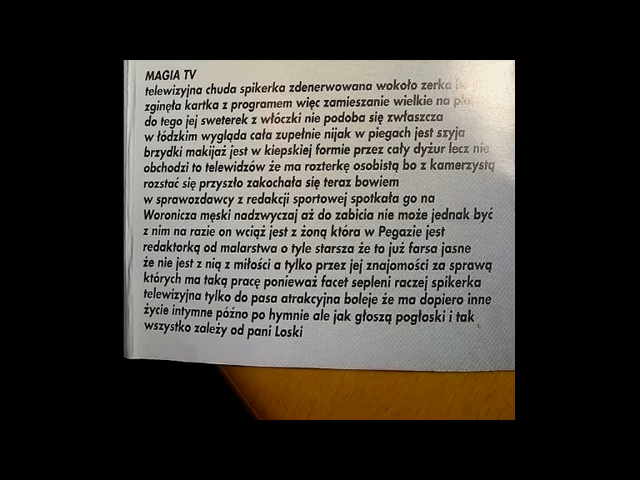 MAGIA TV
telewizyjna chuda spikerka zdenerwowana wokoło zerka
zginęła kartka z programem więc zamieszanie wielkie na
do tego jej sweterek z włóczki nie podoba się zwłaszcza
w łódzkim wygląda cała zupełnie nijak w piegach jest szyja
brzydki makijaż jest w kiepskiej formie przez cały dyżur lecz nie
obchodzi to telewidzów że ma rozterkę osobistą bo z kamerzystą
rozstać się przyszło zakochała się teraz bowiem
w sprawozdawcy z redakcji sportowej spotkała go na
Woronicza męski nadzwyczaj aż do zabicia nie może jednak być
z nim na razie on wciąż jest z żoną która w Pegazie jest
redaktorką od malarstwa o tyle starsza że to już farsa jasne
że nie jest z nią z miłości a tylko przez jej znajomości za sprawą
których ma taką pracę ponieważ facet sepleni raczej spikerka
telewizyjna tylko do pasa atrakcyjna boleje że ma dopiero inne
życie intymne późno po hymnie ale jak głoszą pogłoski i tak
wszystko zależy od pani Loski